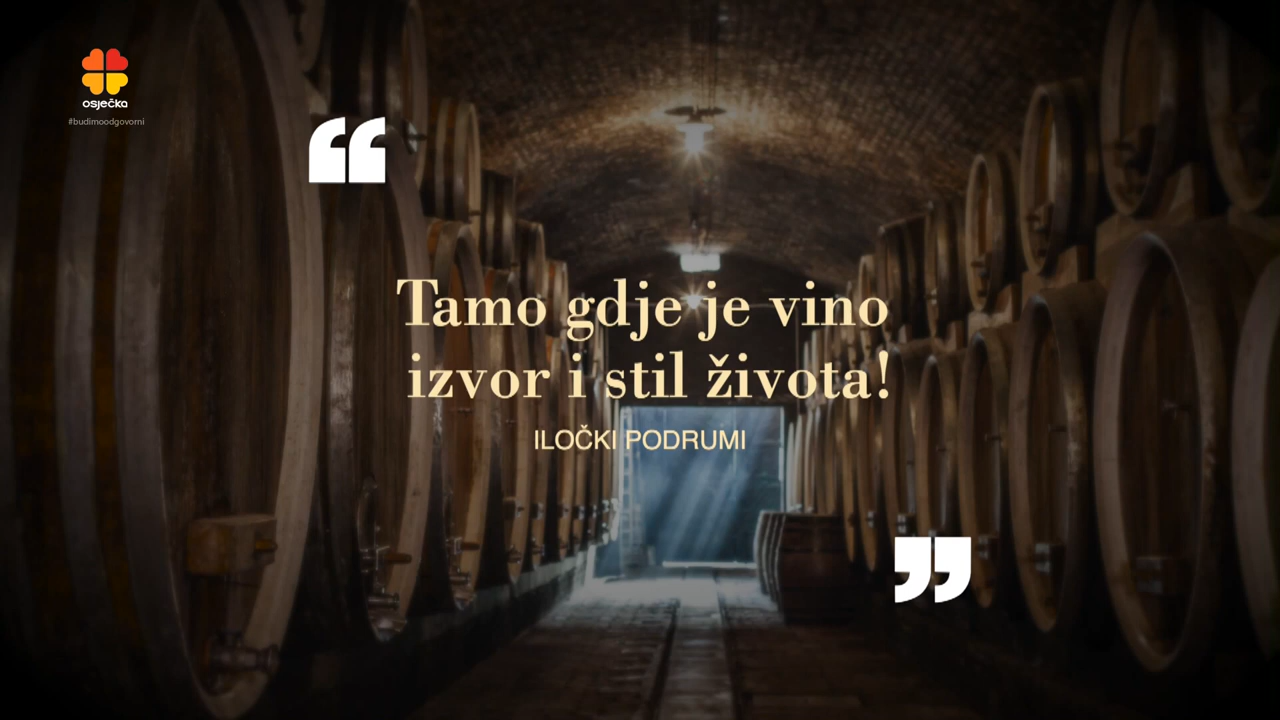 osječka
#budimoodgovorni
“
Tamo gdje je vino
izvor i stil života!
ILOČKI PODRUMI
”